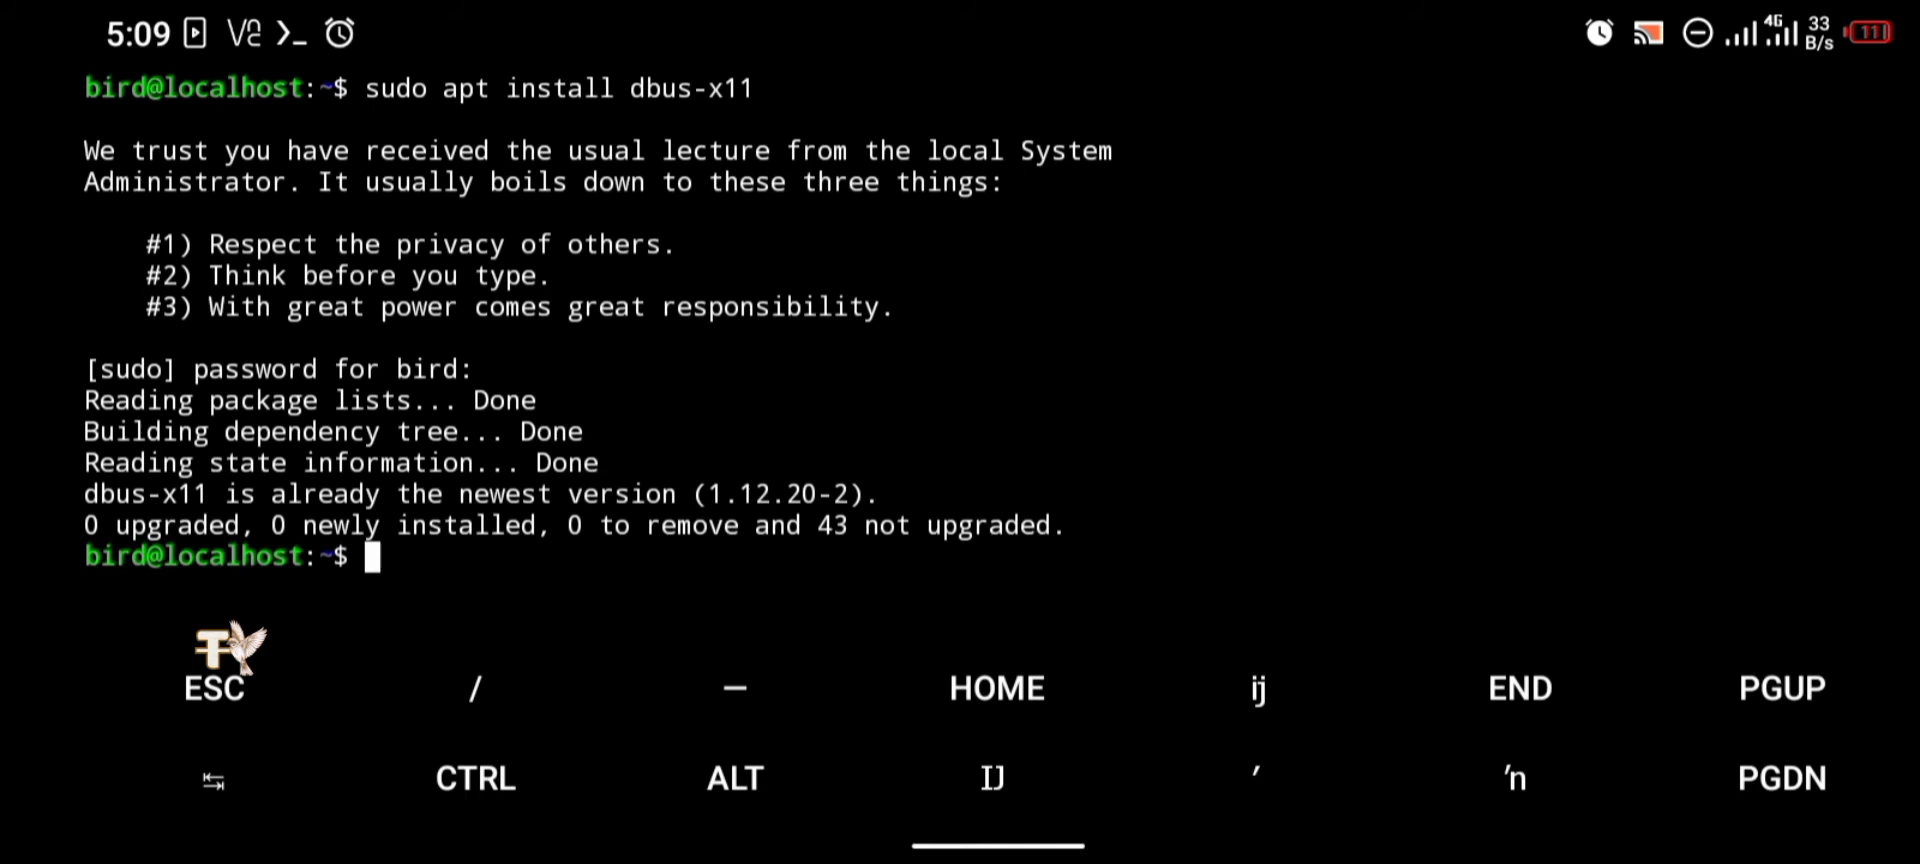 5:09
4G 33 B/s 11
bird@localhost:~$ sudo apt install dbus-x11
We trust you have received the usual lecture from the local System
Administrator. It usually boils down to these three things:
#1) Respect the privacy of others.
#2) Think before you type.
#3) With great power comes great responsibility.
[sudo] password for bird:
Reading package lists... Done
Building dependency tree... Done
Reading state information... Done
dbus-x11 is already the newest version (1.12.20-2).
0 upgraded, 0 newly installed, 0 to remove and 43 not upgraded.
bird@localhost:~$
T
ESC / — HOME ij END PGUP
↹ CTRL ALT IJ ′ ŉ PGDN